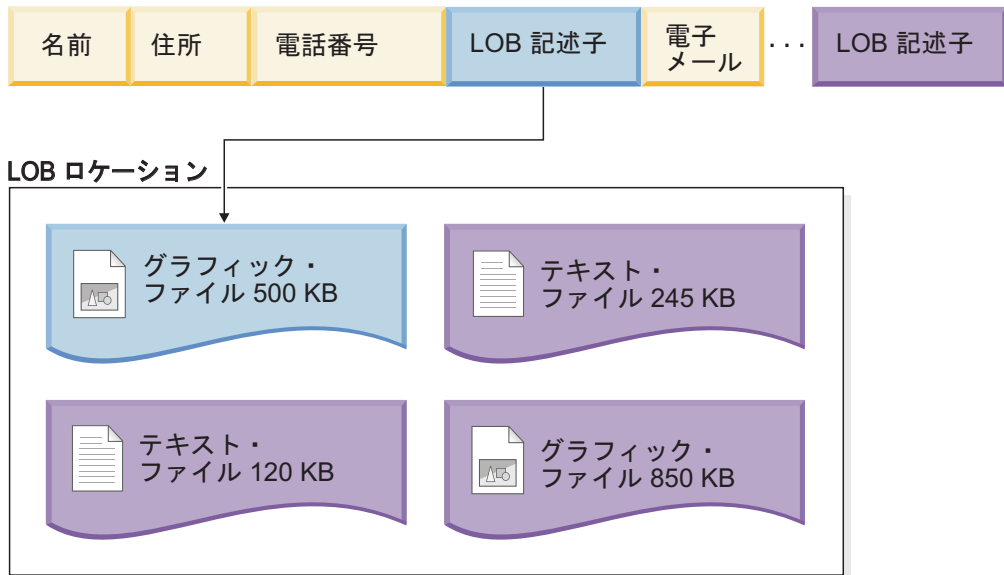 名前 住所 電話番号 LOB 記述子 電子
メール ... LOB 記述子
LOB ロケーション
グラフィック・
ファイル 500 KB
テキスト・
ファイル 245 KB
テキスト・
ファイル 120 KB
グラフィック・
ファイル 850 KB